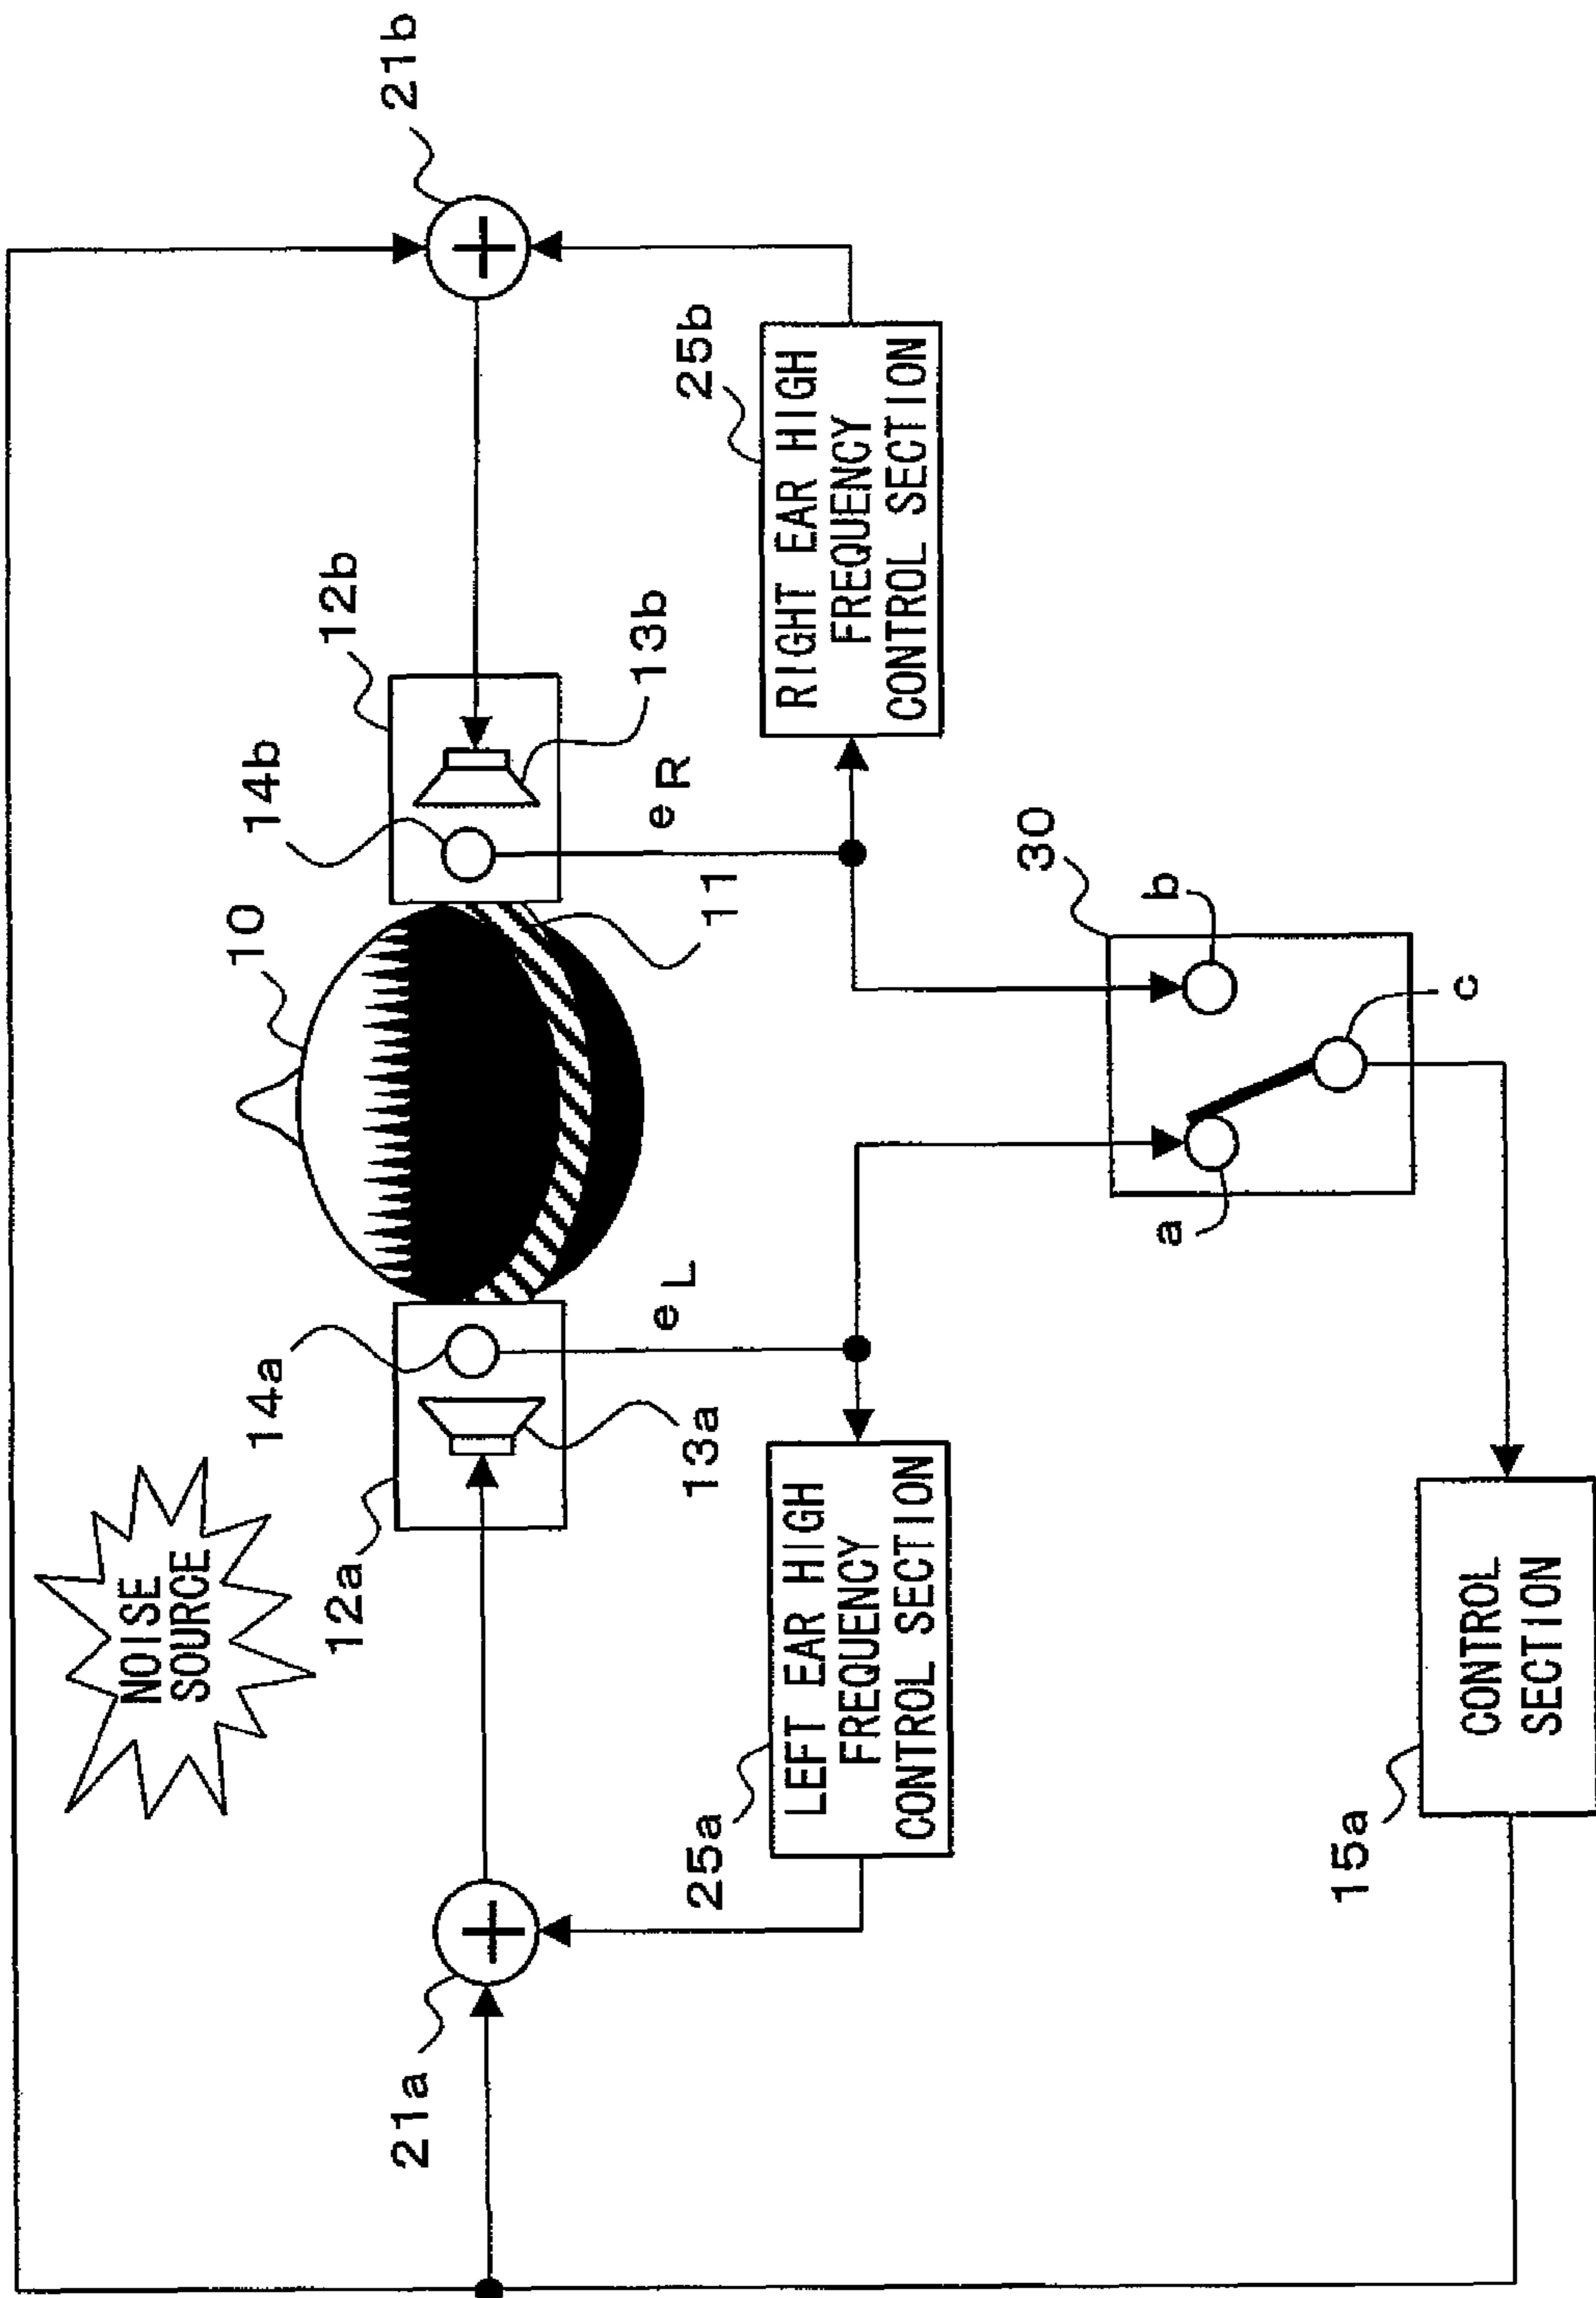 NOISE
SOURCE
10
14a
14b
12a
12b
21a
21b
13a
13b
eL
eR
11
25a
25b
LEFT EAR HIGH
FREQUENCY
CONTROL SECTION
RIGHT EAR HIGH
FREQUENCY
CONTROL SECTION
30
a
b
c
15a
CONTROL
SECTION